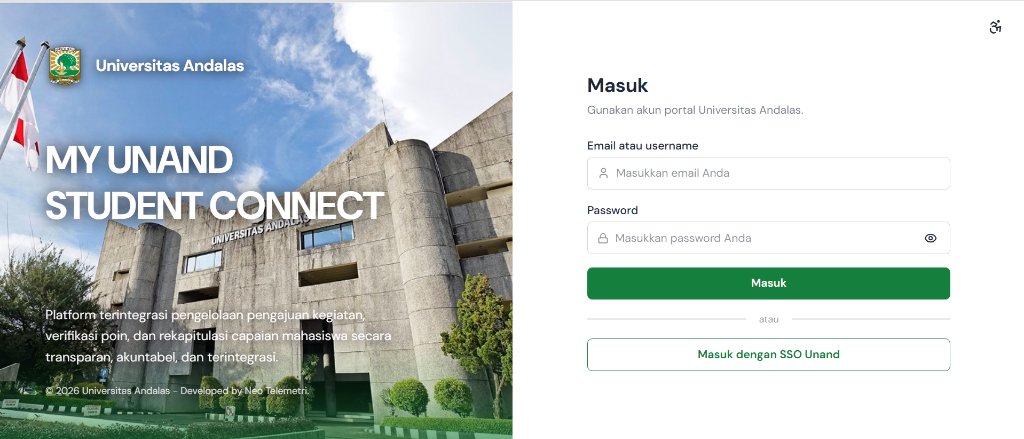 Universitas Andalas
MY UNAND
STUDENT CONNECT
UNIVERSITAS ANDALAS
Platform terintegrasi pengelolaan pengajuan kegiatan,
verifikasi poin, dan rekapitulasi capaian mahasiswa secara
transparan, akuntabel, dan terintegrasi.
© 2026 Universitas Andalas - Developed by Neo Telemetri.
Masuk
Gunakan akun portal Universitas Andalas.
Email atau username
Masukkan email Anda
Password
Masukkan password Anda
Masuk
atau
Masuk dengan SSO Unand